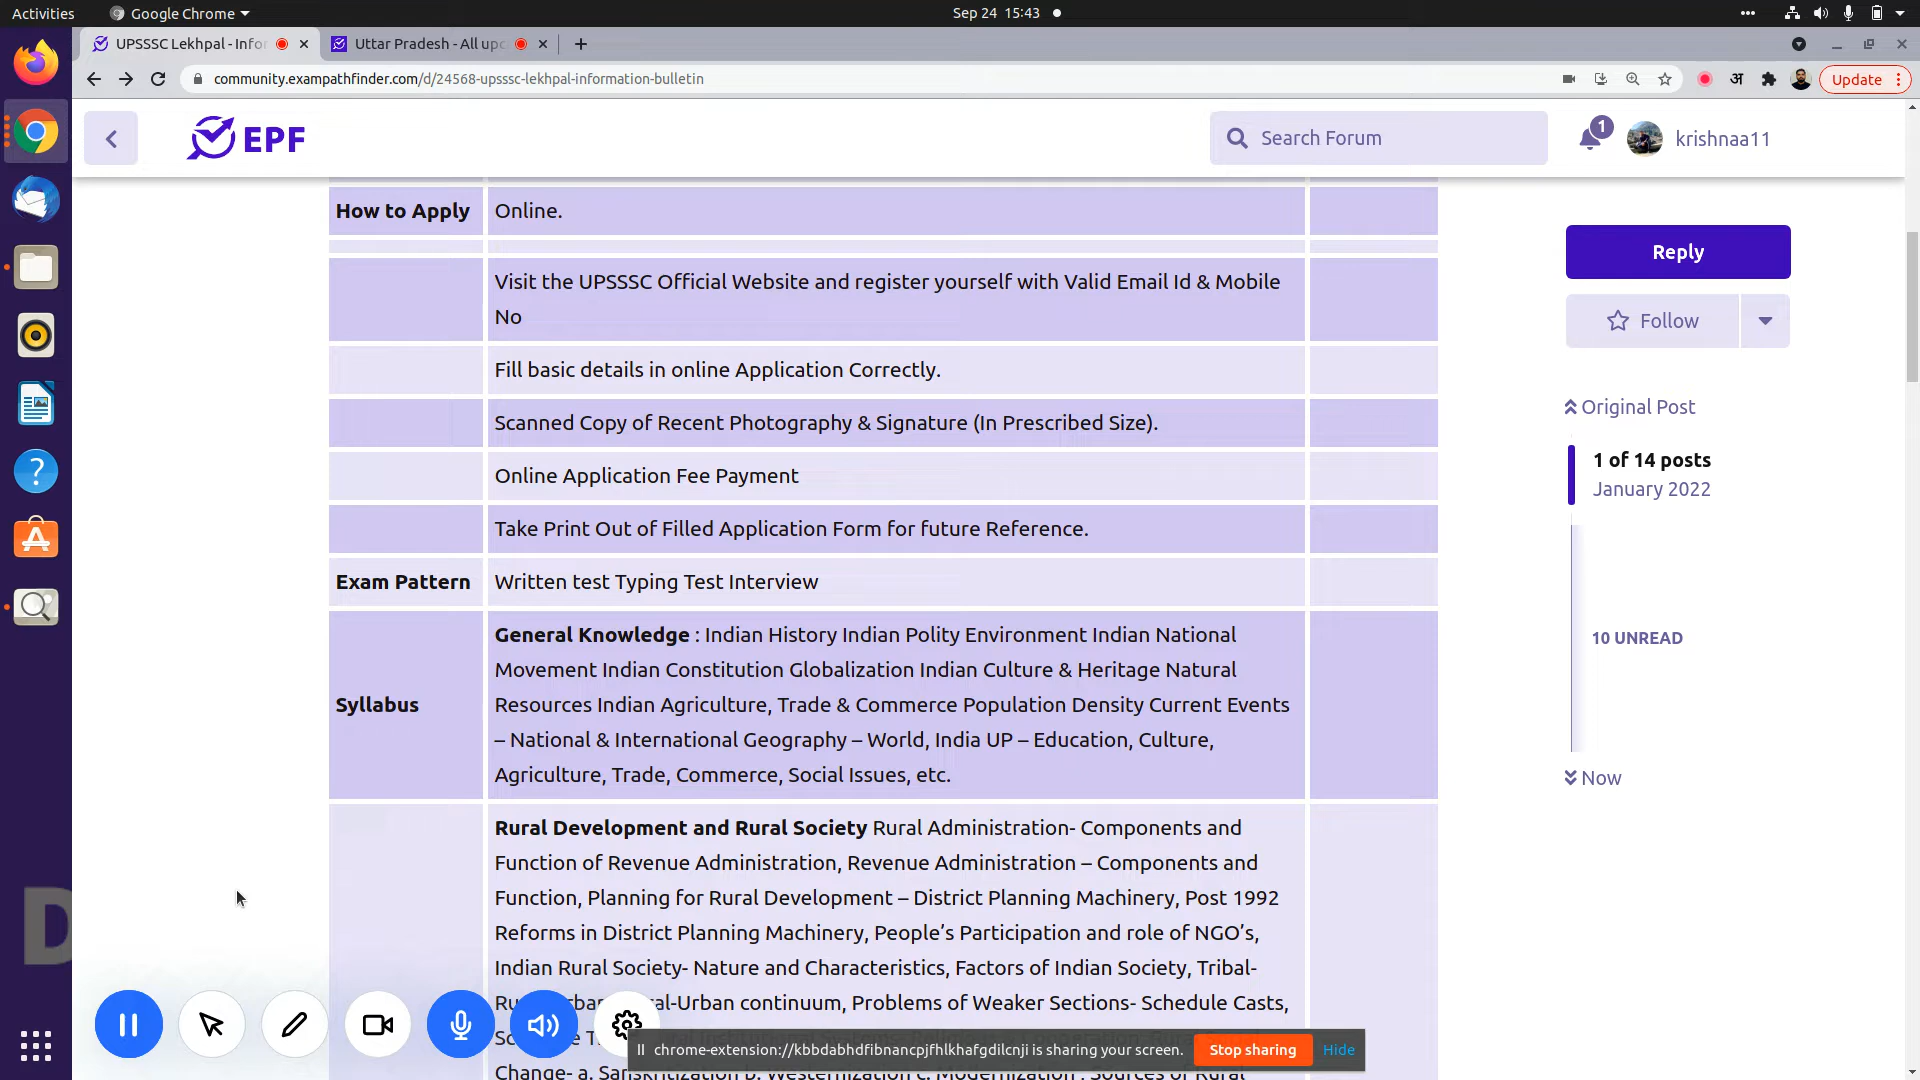 Activities
Google Chrome
Sep 24 15:43
UPSSSC Lekhpal - Info
Uttar Pradesh - All upc
community.exampathfinder.com/d/24568-upsssc-lekhpal-information-bulletin
अ
Update
EPF
Search Forum
1
krishnaa11
How to Apply
Online.
Visit the UPSSSC Official Website and register yourself with Valid Email Id & Mobile
No
Fill basic details in online Application Correctly.
Scanned Copy of Recent Photography & Signature (In Prescribed Size).
Online Application Fee Payment
Take Print Out of Filled Application Form for future Reference.
Exam Pattern
Written test Typing Test Interview
Syllabus
General Knowledge : Indian History Indian Polity Environment Indian National
Movement Indian Constitution Globalization Indian Culture & Heritage Natural
Resources Indian Agriculture, Trade & Commerce Population Density Current Events
– National & International Geography – World, India UP – Education, Culture,
Agriculture, Trade, Commerce, Social Issues, etc.
Rural Development and Rural Society Rural Administration- Components and
Function of Revenue Administration, Revenue Administration – Components and
Function, Planning for Rural Development – District Planning Machinery, Post 1992
Reforms in District Planning Machinery, People's Participation and role of NGO's,
Indian Rural Society- Nature and Characteristics, Factors of Indian Society, Tribal-
-Urban continuum, Problems of Weaker Sections- Schedule Casts,
Change- a. Sanskritization b. Westernization c. Modernization , Sources of Rural
Reply
Follow
Original Post
1 of 14 posts
January 2022
10 UNREAD
Now
D
chrome-extension://kbbdabhdfibnancpjfhlkhafgdilcnji is sharing your screen.
Stop sharing
Hide